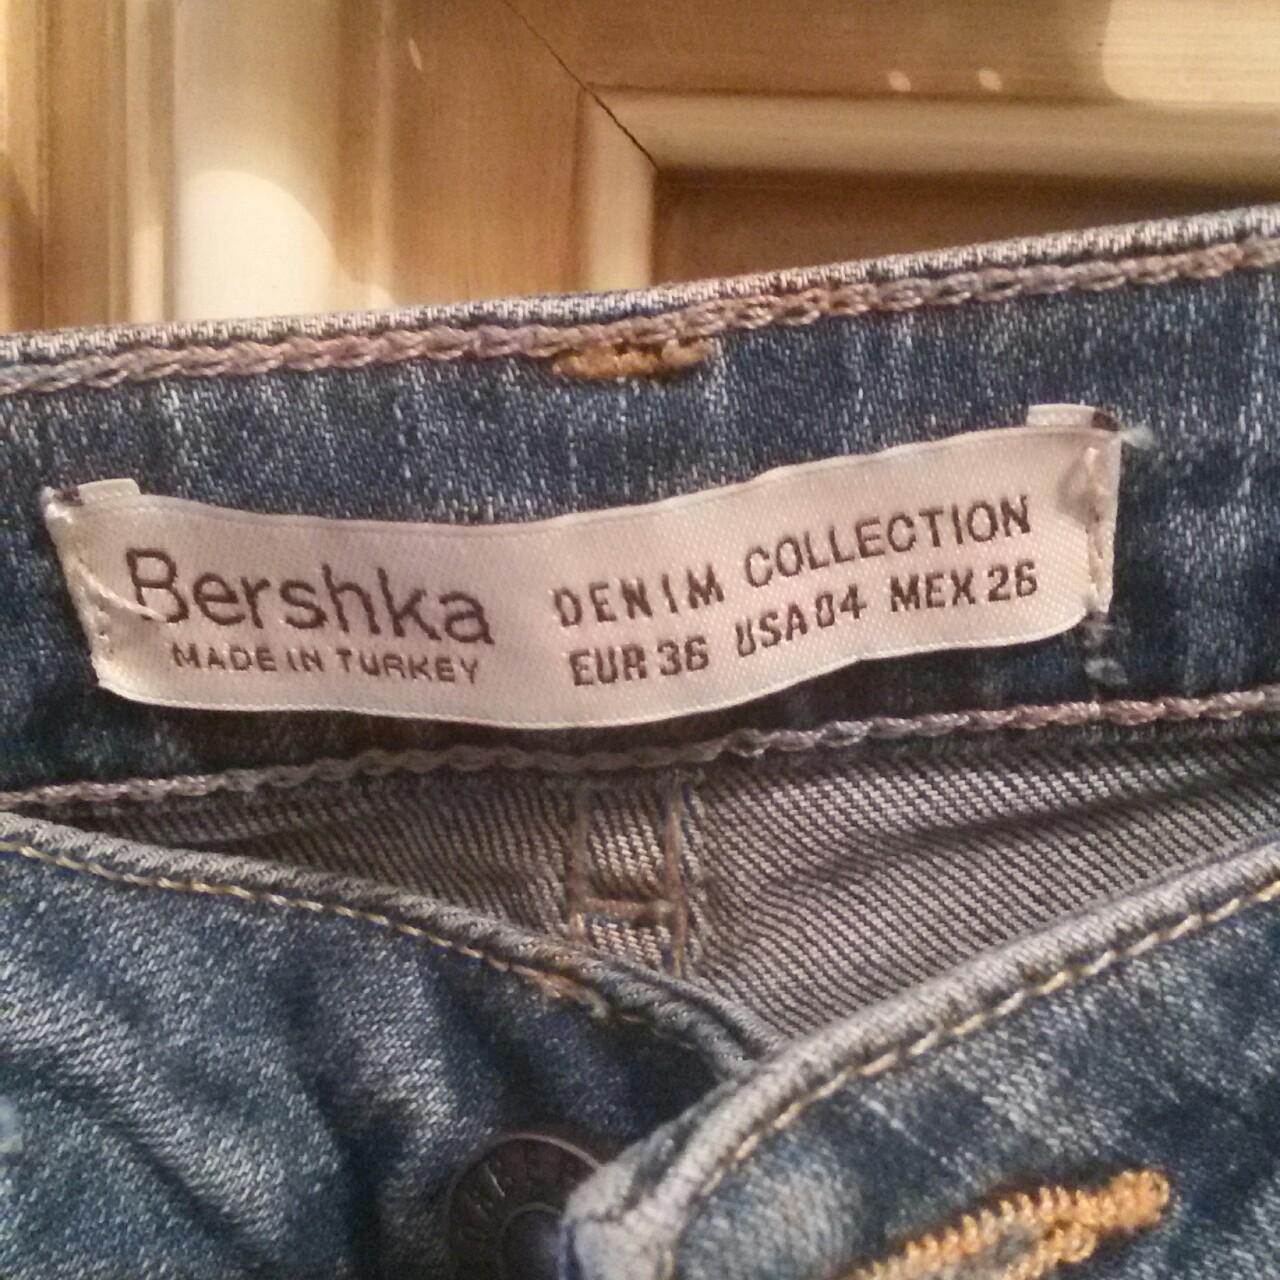 Bershka
MADE IN TURKEY
DENIM COLLECTION
EUR 36 USA 04 MEX 26